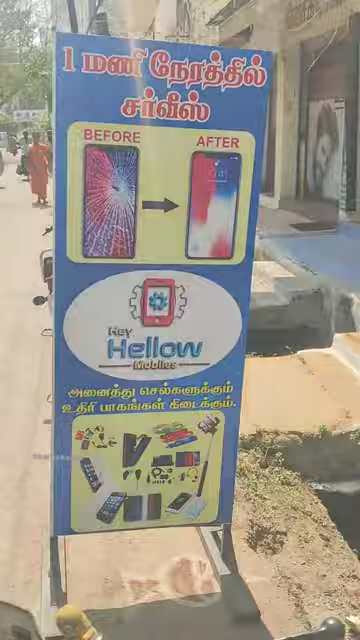 1 மணி நேரத்தில்
சர்வீஸ்
BEFORE
AFTER
Hey
Hellow
Mobiles
அனைத்து செல்களுக்கும்
உதிரி பாகங்கள் கிடைக்கும்.